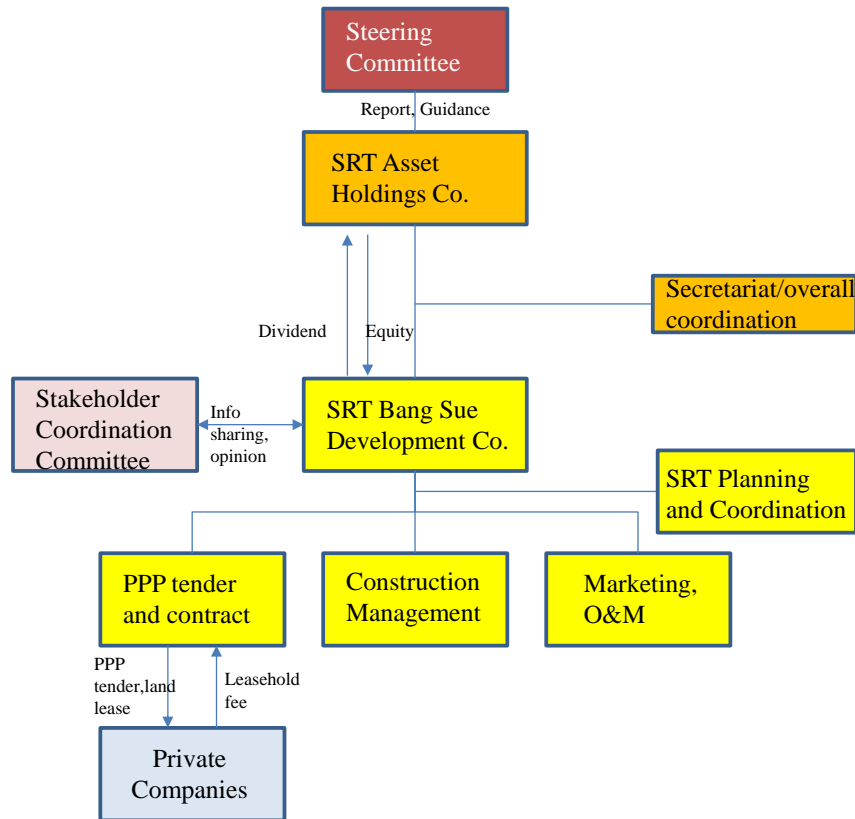 Steering
Committee
Report, Guidance
SRT Asset
Holdings Co.
Secretariat/overall
coordination
Dividend
Equity
Stakeholder
Coordination
Committee
Info
sharing,
opinion
SRT Bang Sue
Development Co.
SRT Planning
and Coordination
PPP tender
and contract
Construction
Management
Marketing,
O&M
PPP
tender,land
lease
Leasehold
fee
Private
Companies